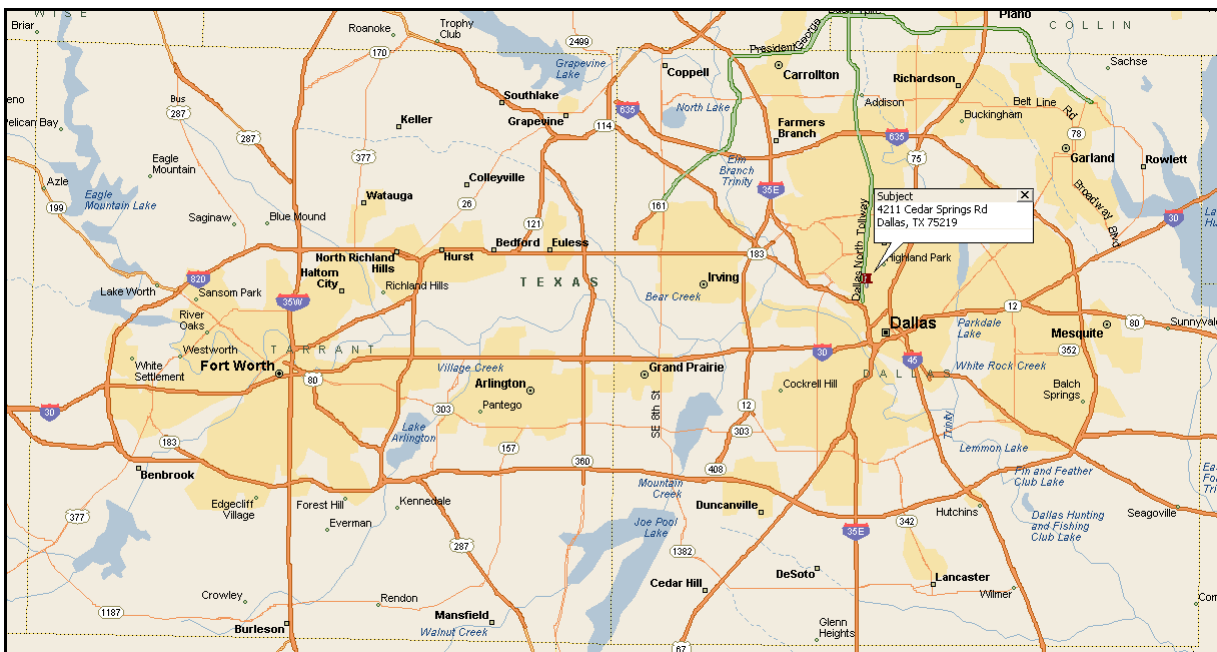 W I S E
Briar
Roanoke
Trophy
Club
2499
Grapevine
Lake
President
George
Plano
C O L L I N
170
Coppell
Carrollton
Richardson
Sachse
Bus
287
287
Pelican Bay
Southlake
635
North Lake
Addison
Belt Line
Rd
Keller
Grapevine
114
Farmers
Branch
635
Buckingham
78
Eagle
Mountain
377
75
Garland
Rowlett
Azle
Colleyville
Elm
Branch
Trinity
35E
199
Eagle
Mountain Lake
Watauga
26
161
Subject
4211 Cedar Springs Rd
Dallas, TX 75219
Broadway Blvd
30
Saginaw
Blue Mound
121
Bedford
Euless
183
Dallas North Tollway
Highland Park
North Richland
Hills
Hurst
820
Haltom
City
Richland Hills
T E X A S
Irving
Lake Worth
Sansom Park
35W
Bear Creek
12
River
Oaks
Dallas
Parkdale
Lake
Mesquite
80
Sunnyvale
Westworth
T A R R A N T
30
45
352
White
Settlement
Fort Worth
80
Village Creek
Grand Prairie
D A L L A S
White Rock Creek
Arlington
Cockrell Hill
Balch
Springs
30
303
Pantego
SE 8th St
12
303
Trinity
183
Lake
Arlington
157
Lemmon Lake
Benbrook
360
408
Fin and Feather
Club Lake
Mountain
Creek
Edgecliff
Village
Forest Hill
Kennedale
Duncanville
Hutchins
Seagoville
377
Everman
Joe Pool
Lake
35E
342
Dallas Hunting
and Fishing
Club Lake
287
1382
DeSoto
Lancaster
Cedar Hill
Wilmer
Crowley
Rendon
1187
Burleson
Mansfield
Walnut Creek
Glenn
Heights
67